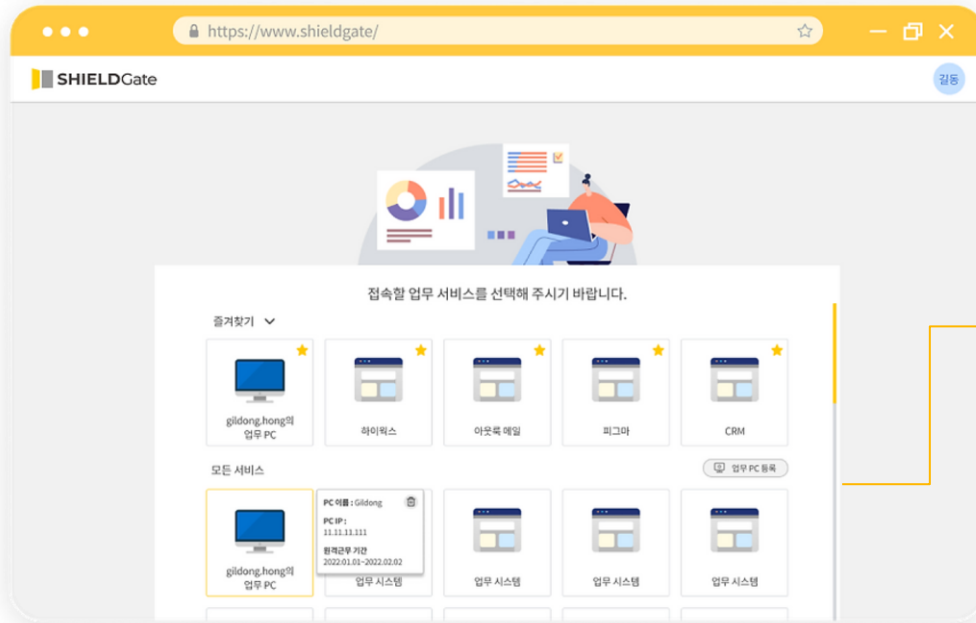 https://www.shieldgate/
SHIELDGate
길동
접속할 업무 서비스를 선택해 주시기 바랍니다.
즐겨찾기
gildong.hong의
업무 PC
하이웍스
아웃룩 메일
피그마
CRM
모든 서비스
업무 PC 등록
gildong.hong의
업무 PC
PC 이름 : Gildong
PC IP :
11.11.11.111
원격근무 기간
2022.01.01~2022.02.02
업무 시스템
업무 시스템
업무 시스템
업무 시스템